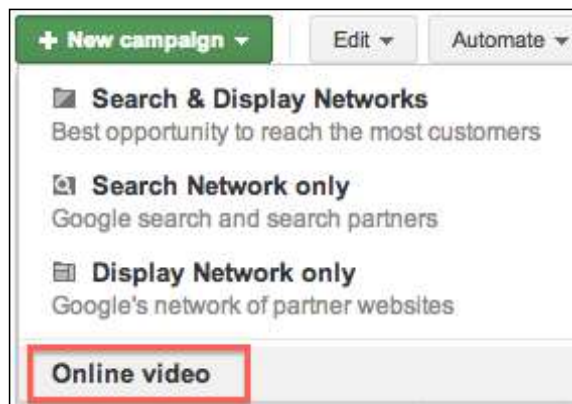 + New campaign Edit Automate
Search & Display Networks
Best opportunity to reach the most customers
Search Network only
Google search and search partners
Display Network only
Google's network of partner websites
Online video